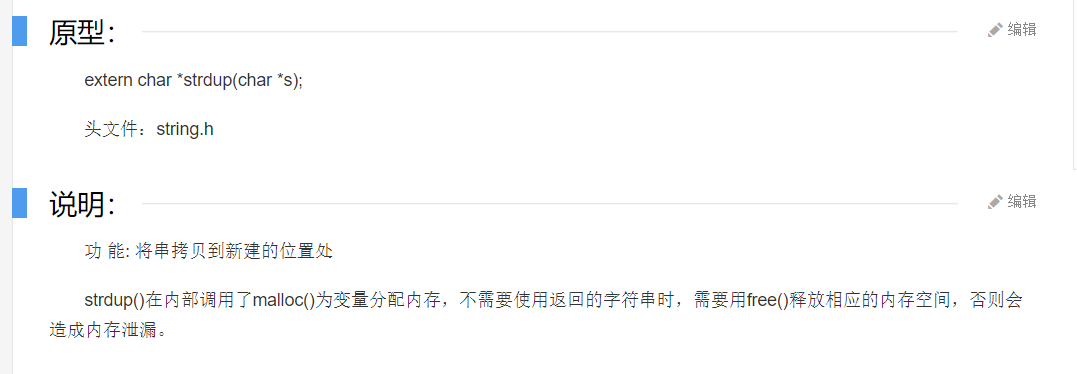 原型：
编辑
extern char *strdup(char *s);
头文件：string.h
说明：
编辑
功 能: 将串拷贝到新建的位置处
strdup()在内部调用了malloc()为变量分配内存，不需要使用返回的字符串时，需要用free()释放相应的内存空间，否则会
造成内存泄漏。